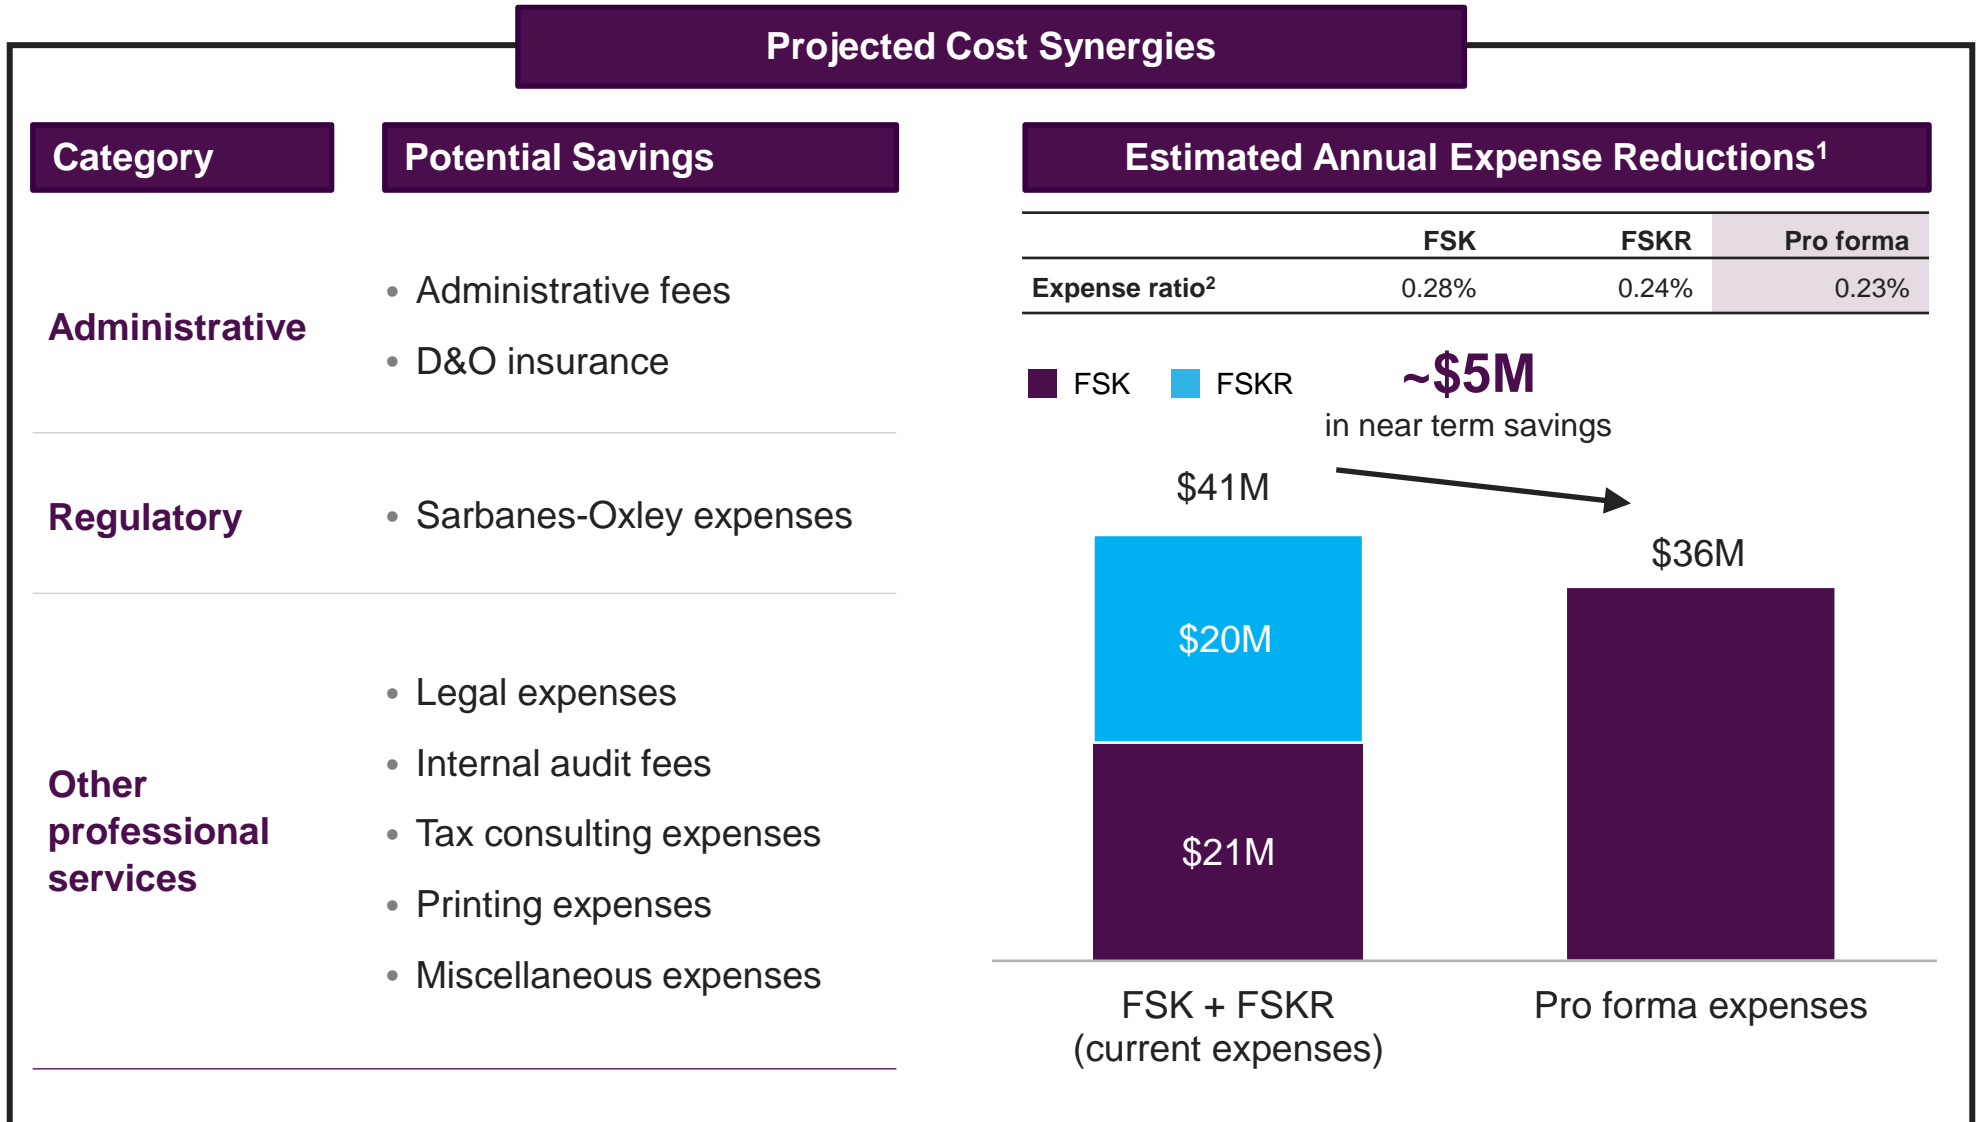 Projected Cost Synergies
Category
Potential Savings
Administrative
• Administrative fees
• D&O insurance
Regulatory
• Sarbanes-Oxley expenses
Other
professional
services
• Legal expenses
• Internal audit fees
• Tax consulting expenses
• Printing expenses
• Miscellaneous expenses
Estimated Annual Expense Reductions¹
FSK FSKR Pro forma
Expense ratio² 0.28% 0.24% 0.23%
FSK FSKR
~$5M
in near term savings
$41M
$36M
$20M
$21M
FSK + FSKR
(current expenses)
Pro forma expenses